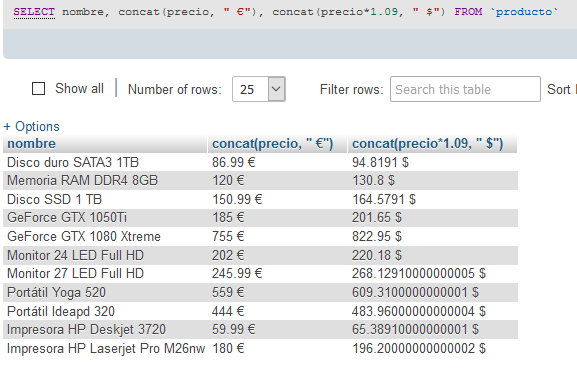 SELECT nombre, concat(precio, " €"), concat(precio*1.09, " $") FROM `producto`
Show all Number of rows: 25 Filter rows: Search this table Sort
+ Options
nombre concat(precio, " €") concat(precio*1.09, " $")
Disco duro SATA3 1TB 86.99 € 94.8191 $
Memoria RAM DDR4 8GB 120 € 130.8 $
Disco SSD 1 TB 150.99 € 164.5791 $
GeForce GTX 1050Ti 185 € 201.65 $
GeForce GTX 1080 Xtreme 755 € 822.95 $
Monitor 24 LED Full HD 202 € 220.18 $
Monitor 27 LED Full HD 245.99 € 268.12910000000005 $
Portátil Yoga 520 559 € 609.3100000000001 $
Portátil Ideapd 320 444 € 483.96000000000004 $
Impresora HP Deskjet 3720 59.99 € 65.38910000000001 $
Impresora HP Laserjet Pro M26nw 180 € 196.20000000000002 $